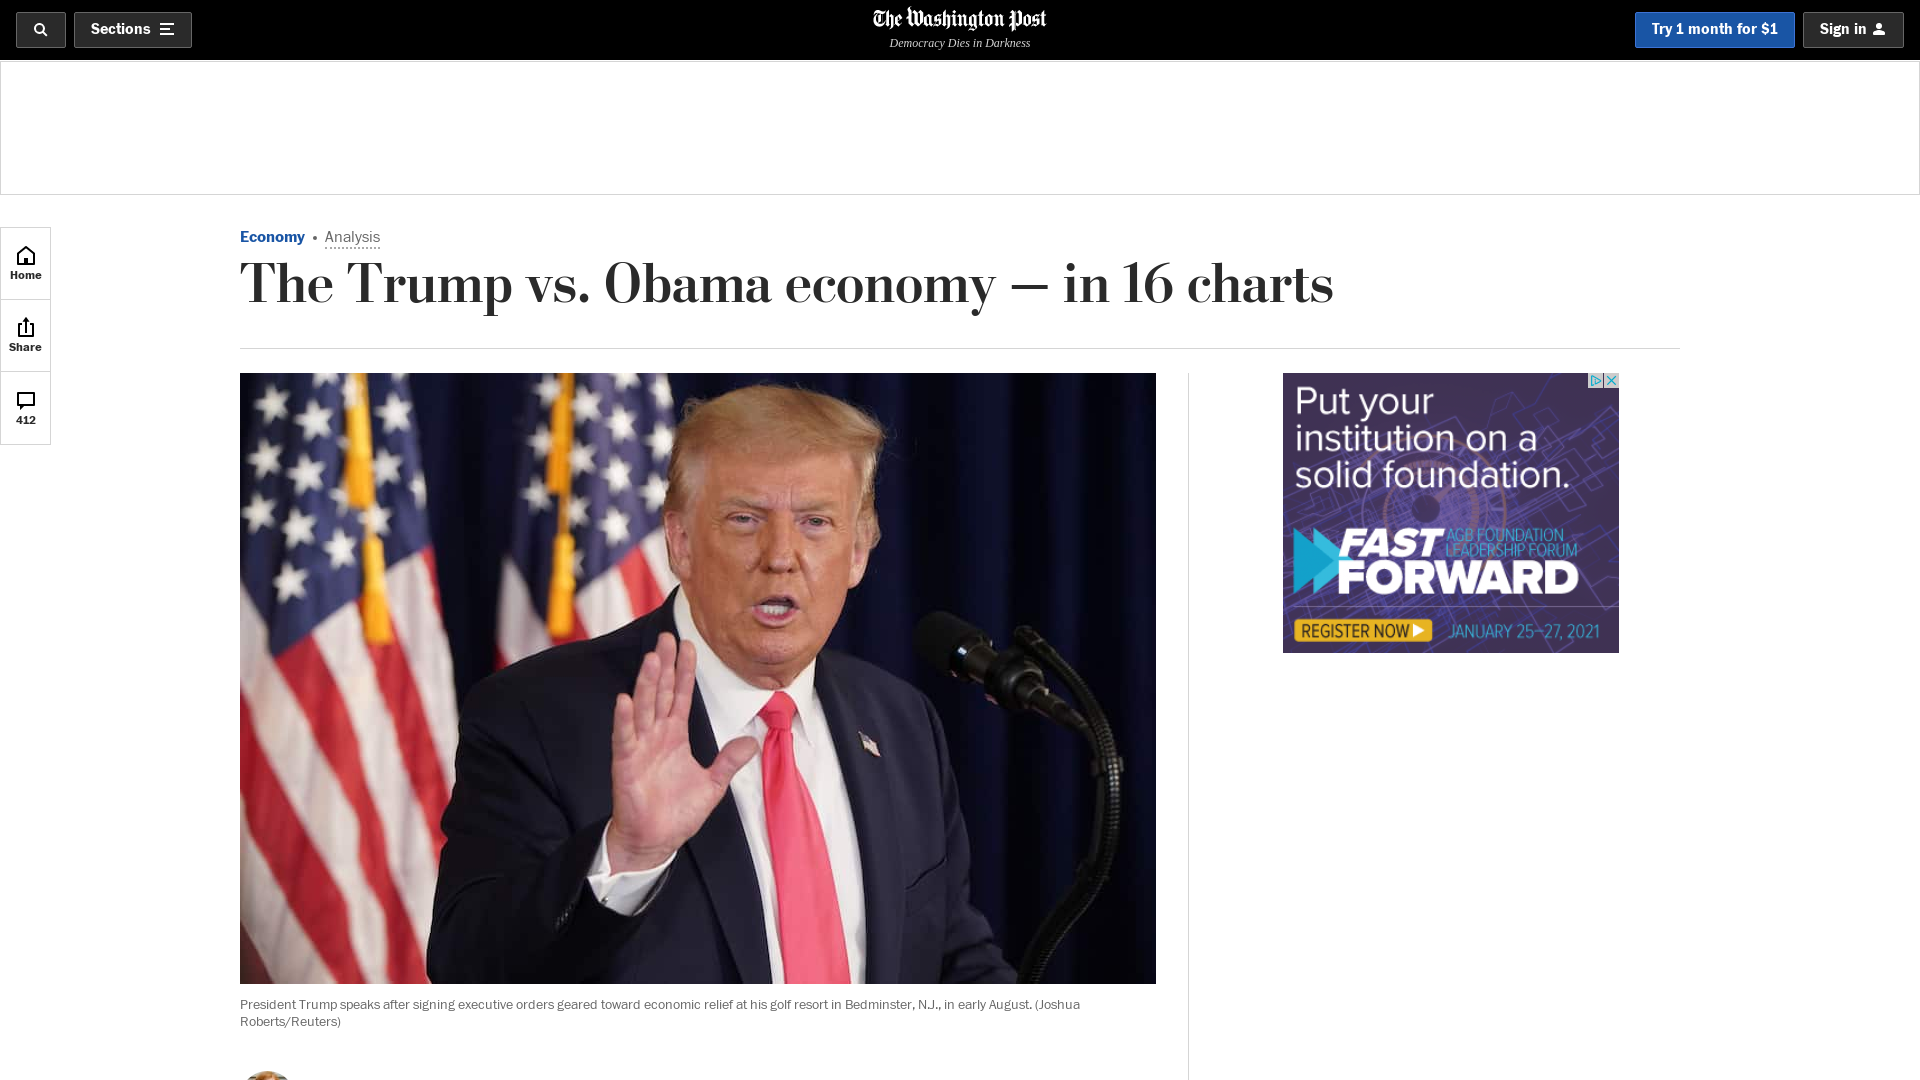 Sections
The Washington Post
Democracy Dies in Darkness
Try 1 month for $1
Sign in
Home
Share
412
Economy • Analysis
The Trump vs. Obama economy — in 16 charts
President Trump speaks after signing executive orders geared toward economic relief at his golf resort in Bedminster, N.J., in early August. (Joshua
Roberts/Reuters)
Put your
institution on a
solid foundation.
FAST AGB FOUNDATION
LEADERSHIP FORUM
FORWARD
REGISTER NOW
JANUARY 25–27, 2021